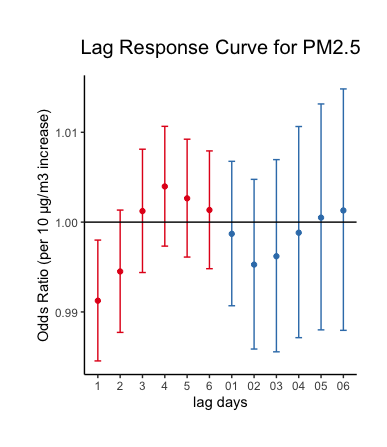 Lag Response Curve for PM2.5
Odds Ratio (per 10 µg/m3 increase)
1.01
1.00
0.99
1 2 3 4 5 6 01 02 03 04 05 06
lag days